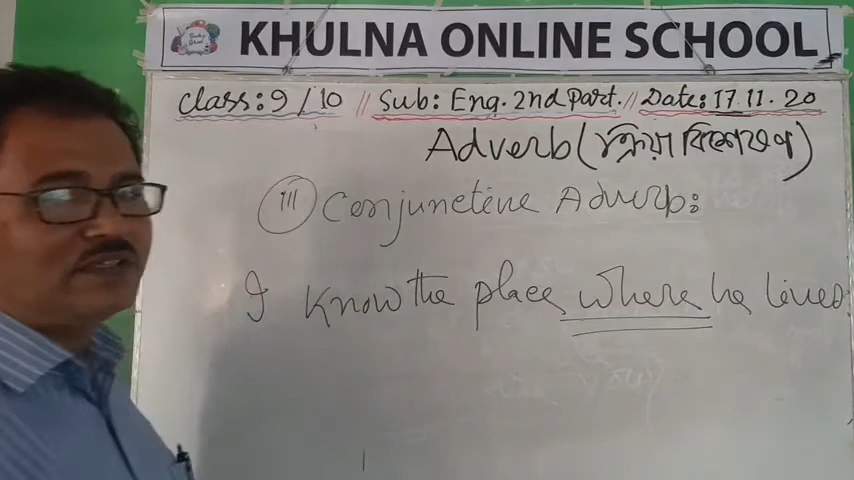 KHULNA ONLINE SCHOOL
Class: 9/10 // Sub: Eng. 2nd Part. // Date: 17.11.20
Adverb (ক্রিয়া বিশেষণ)
(iii) Conjunctive Adverb:
I know the place where he lives.